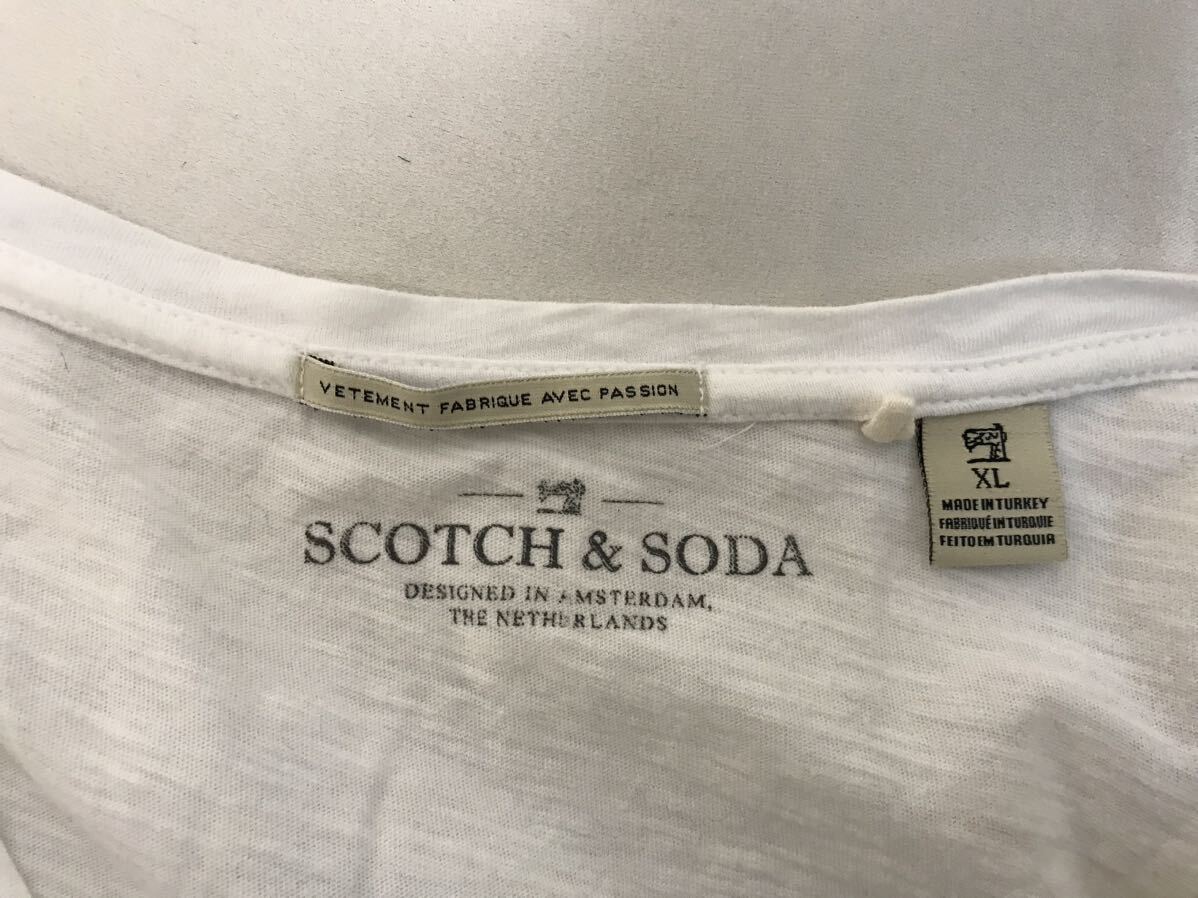 VETEMENT FABRIQUE AVEC PASSION
SCOTCH & SODA
DESIGNED IN AMSTERDAM,
THE NETHERLANDS
XL
MADE IN TURKEY
FABRIQUÉ IN TURQUIE
FEITO EM TURQUIA